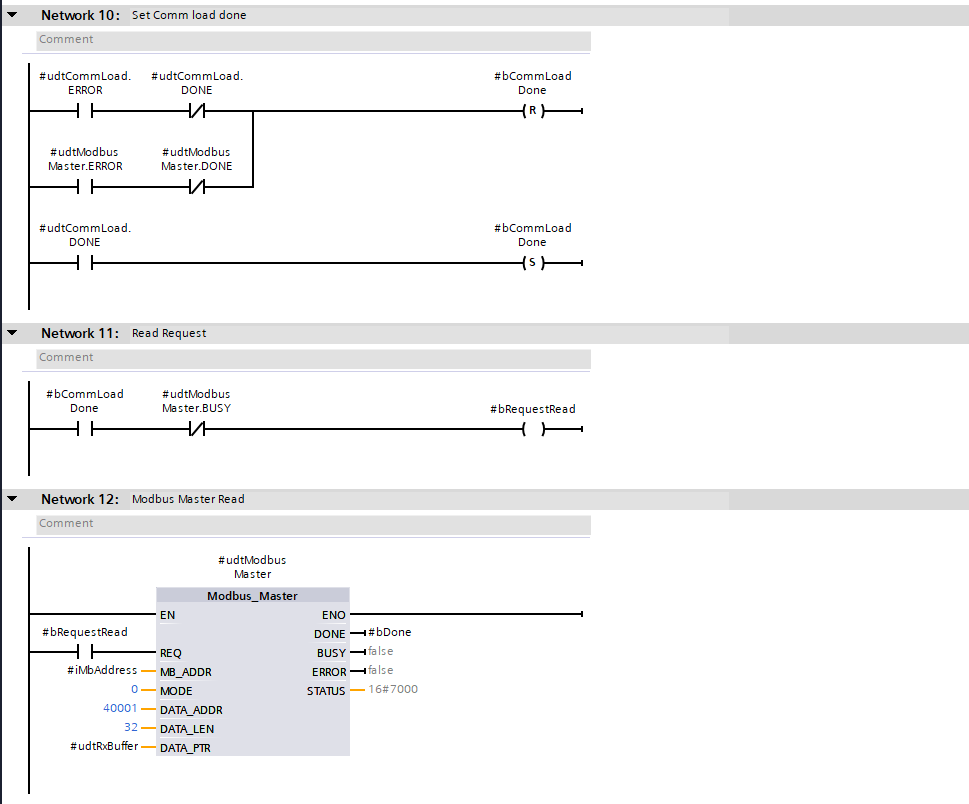 Network 10: Set Comm load done
Comment
#udtCommLoad. #udtCommLoad. #bCommLoad
ERROR DONE Done
R
#udtModbus #udtModbus
Master.ERROR Master.DONE
#udtCommLoad. #bCommLoad
DONE Done
S
Network 11: Read Request
Comment
#bCommLoad #udtModbus
Done Master.BUSY #bRequestRead
Network 12: Modbus Master Read
Comment
#udtModbus
Master
Modbus_Master
EN ENO
#bRequestRead DONE #bDone
REQ BUSY false
#iMbAddress MB_ADDR ERROR false
0 MODE STATUS 16#7000
40001 DATA_ADDR
32 DATA_LEN
#udtRxBuffer DATA_PTR